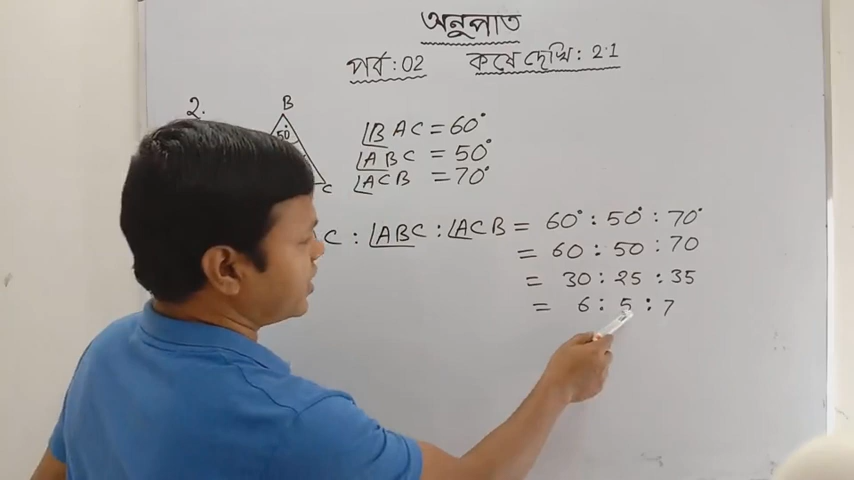 অনুপাত
পর্ব : 02 কষে দেখি : 2.1
2.
B
50°
C
∠BAC = 60°
∠ABC = 50°
∠ACB = 70°
C : ∠ABC : ∠ACB = 60° : 50° : 70°
= 60 : 50 : 70
= 30 : 25 : 35
= 6 : 5 : 7